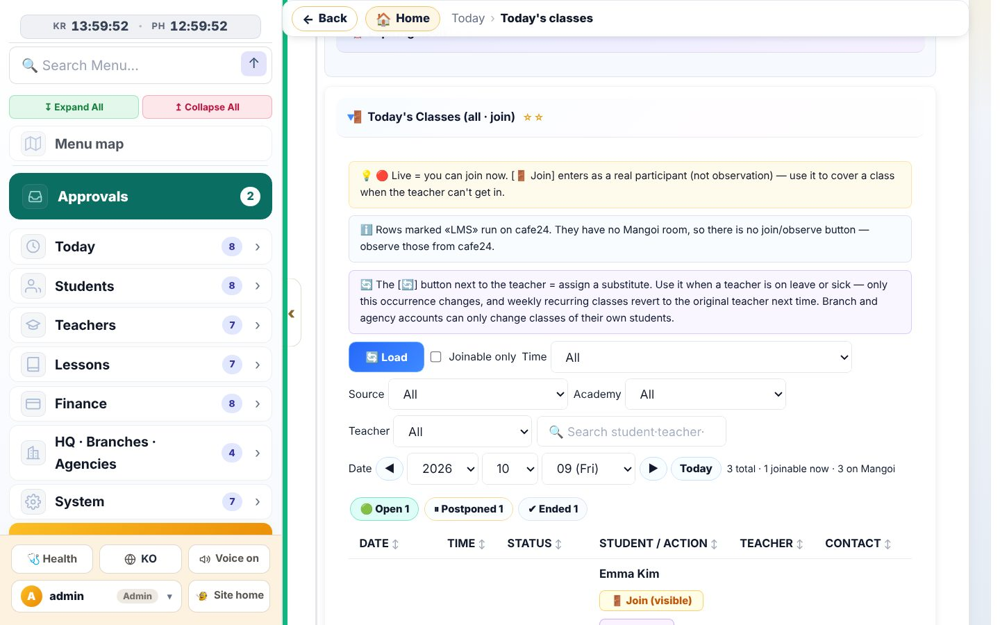 KR 13:59:52 • PH 12:59:52
🔍 Search Menu...
↑
↧ Expand All
↥ Collapse All
Menu map
Approvals 2
Today 8 ›
Students 8 ›
Teachers 7 ›
Lessons 7 ›
Finance 8 ›
HQ · Branches ·
Agencies 4 ›
System 7 ›
🩺 Health
KO
Voice on
A admin Admin ▾
Site home
← Back
🏠 Home
Today › Today's classes
▼🚪 Today's Classes (all · join) ☆ ☆
💡 🔴 Live = you can join now. [🚪 Join] enters as a real participant (not observation) — use it to cover a class
when the teacher can't get in.
ℹ️ Rows marked «LMS» run on cafe24. They have no Mangoi room, so there is no join/observe button —
observe those from cafe24.
🔄 The [🔄] button next to the teacher = assign a substitute. Use it when a teacher is on leave or sick — only
this occurrence changes, and weekly recurring classes revert to the original teacher next time. Branch and
agency accounts can only change classes of their own students.
🔄 Load Joinable only Time All
Source All Academy All
Teacher All 🔍 Search student·teacher·
Date ◀ 2026 10 09 (Fri) ▶ Today 3 total · 1 joinable now · 3 on Mangoi
🟢 Open 1 ⏸ Postponed 1 ✔ Ended 1
DATE ↕ TIME ↕ STATUS ↕ STUDENT / ACTION ↕ TEACHER ↕ CONTACT ↕
Emma Kim
🚪 Join (visible)